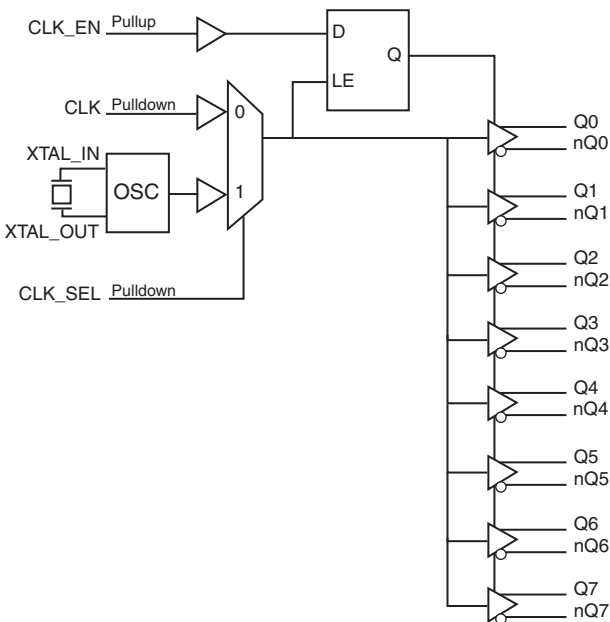 CLK_EN Pullup
D
Q
LE
CLK Pulldown
0
XTAL_IN
OSC
1
XTAL_OUT
CLK_SEL Pulldown
Q0
nQ0
Q1
nQ1
Q2
nQ2
Q3
nQ3
Q4
nQ4
Q5
nQ5
Q6
nQ6
Q7
nQ7